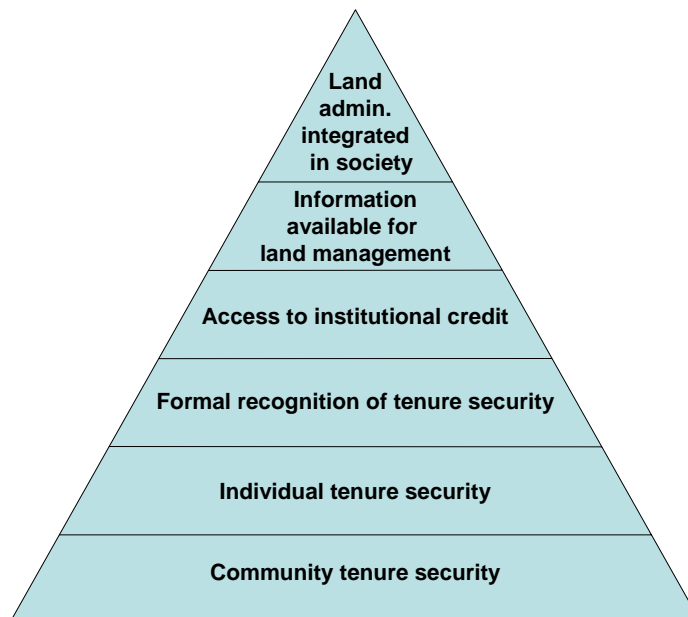 Land
admin.
integrated
in society
Information
available for
land management
Access to institutional credit
Formal recognition of tenure security
Individual tenure security
Community tenure security